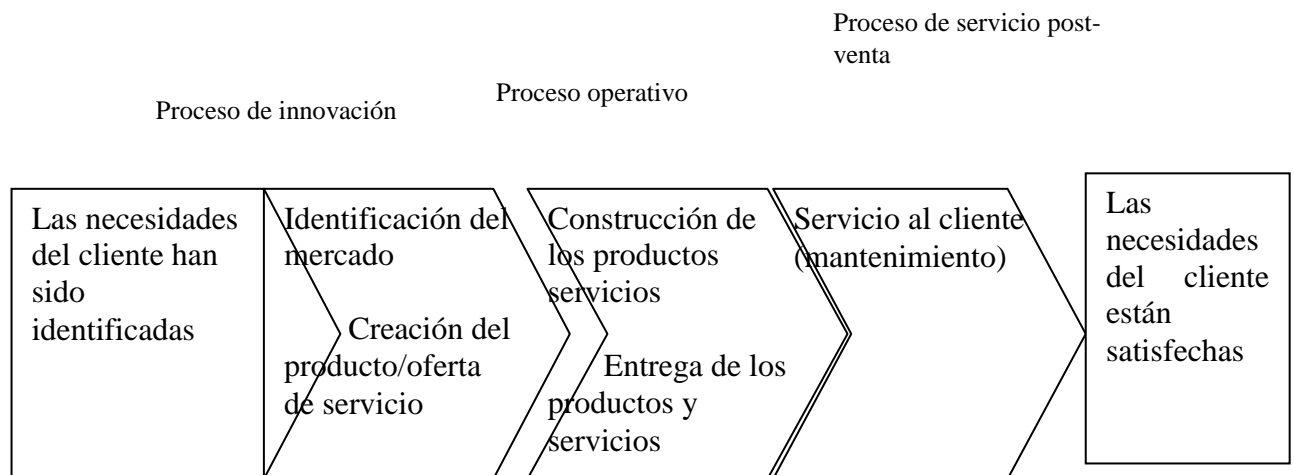 Proceso de servicio post-
venta
Proceso operativo
Proceso de innovación
Las necesidades
del cliente han
sido
identificadas
Identificación del
mercado
Creación del
producto/oferta
de servicio
Construcción de
los productos
servicios
Entrega de los
productos y
servicios
Servicio al cliente
(mantenimiento)
Las
necesidades
del cliente
están
satisfechas